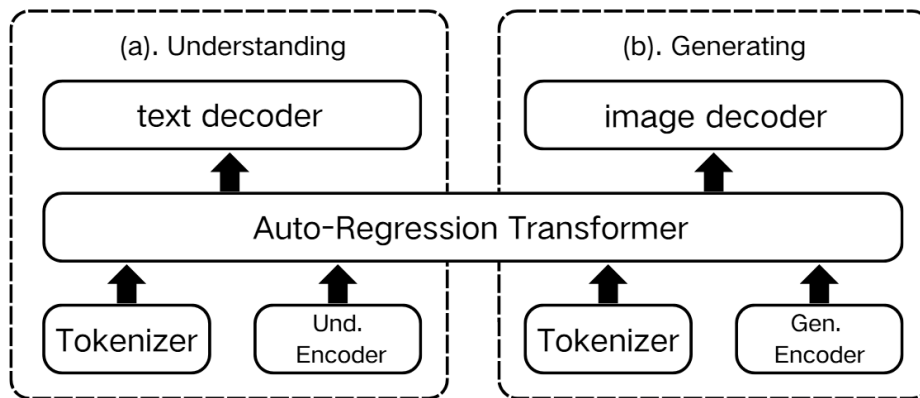 (a). Understanding
(b). Generating
text decoder
image decoder
Auto-Regression Transformer
Tokenizer
Und.
Encoder
Tokenizer
Gen.
Encoder